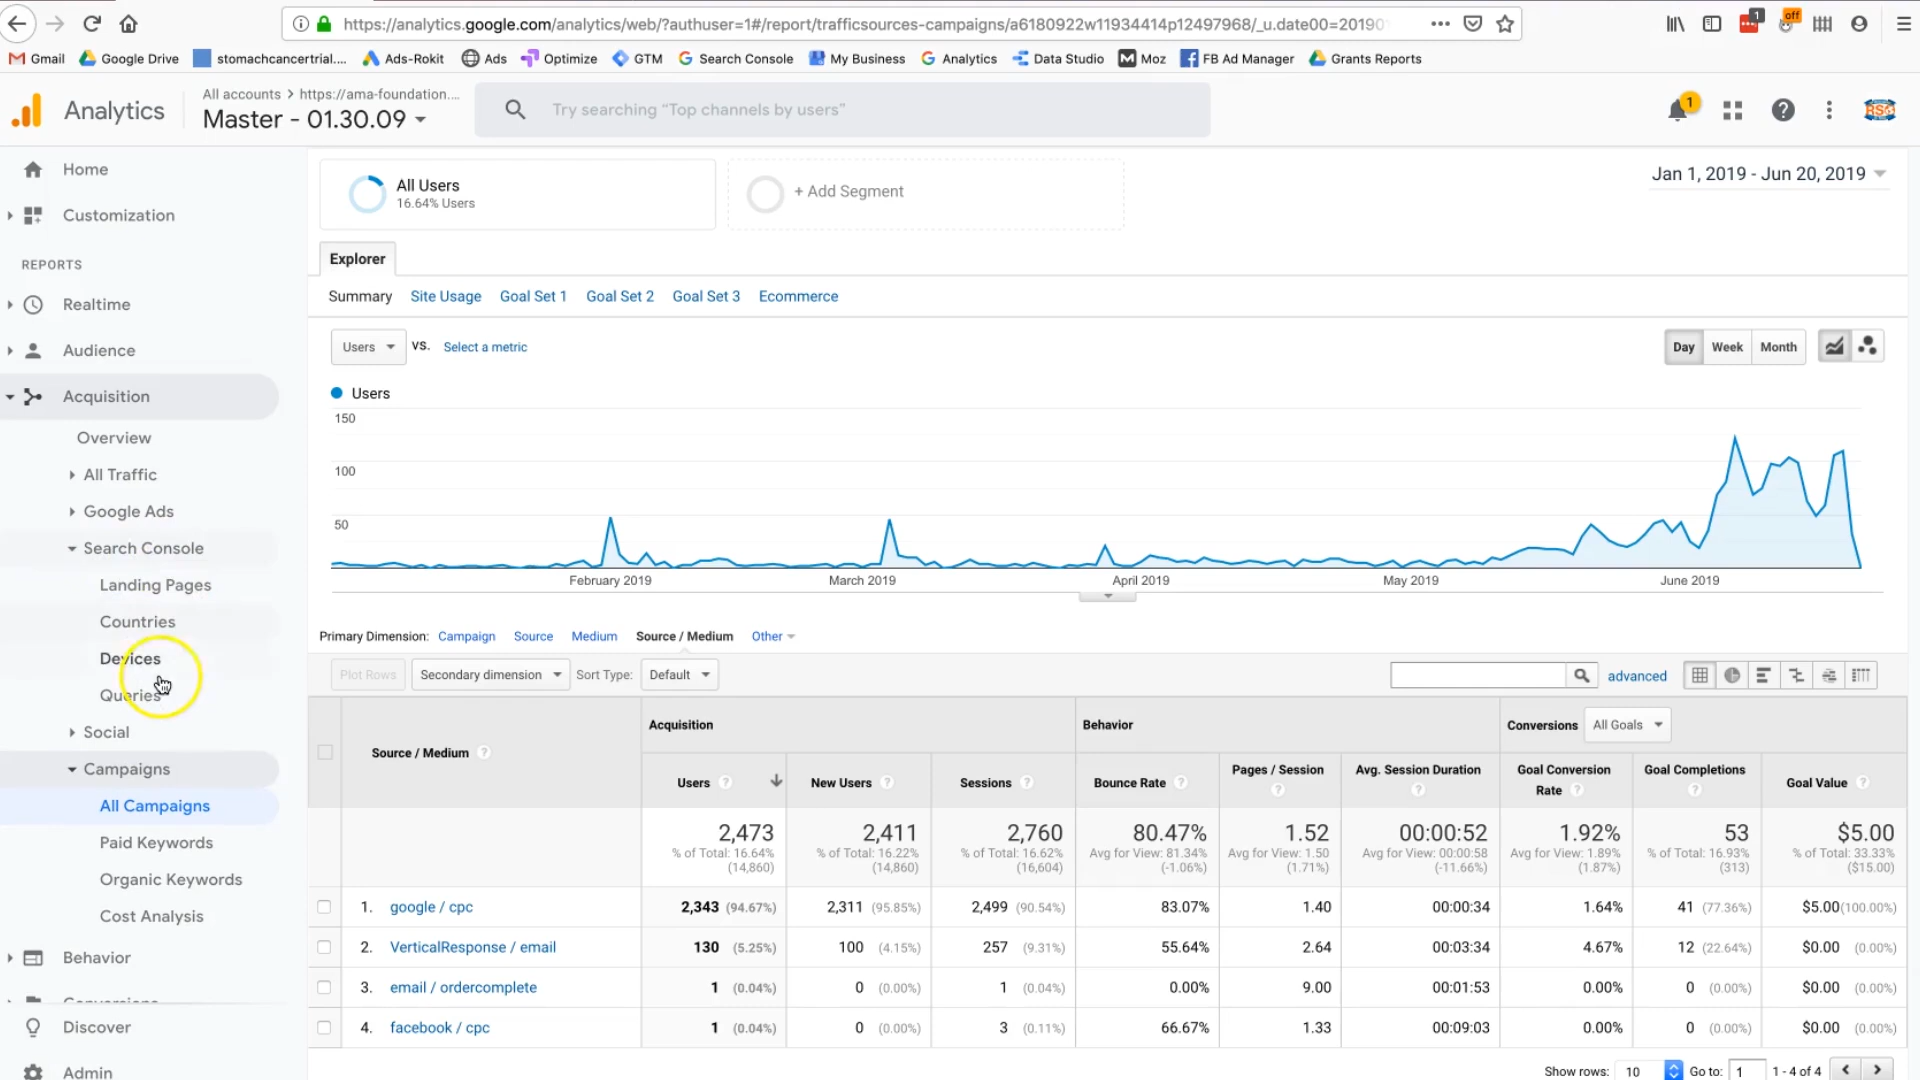 https://analytics.google.com/analytics/web/?authuser=1#/report/trafficsources-campaigns/a6180922w11934414p12497968/_u.date00=20190
1
off
Gmail
Google Drive
stomachcancertrial....
Ads-Rokit
Ads
Optimize
GTM
Search Console
My Business
Analytics
Data Studio
Moz
FB Ad Manager
Grants Reports
Analytics
All accounts > https://ama-foundation....
Master - 01.30.09
Try searching “Top channels by users”
1
RSO
Home
Customization
REPORTS
Realtime
Audience
Acquisition
Overview
All Traffic
Google Ads
Search Console
Landing Pages
Countries
Devices
Queries
Social
Campaigns
All Campaigns
Paid Keywords
Organic Keywords
Cost Analysis
Behavior
Conversions
Discover
Admin
All Users
16.64% Users
+ Add Segment
Jan 1, 2019 - Jun 20, 2019
Explorer
Summary Site Usage Goal Set 1 Goal Set 2 Goal Set 3 Ecommerce
Users VS. Select a metric
Day Week Month
Users
150
100
50
February 2019 March 2019 April 2019 May 2019 June 2019
Primary Dimension: Campaign Source Medium Source / Medium Other
Plot Rows Secondary dimension Sort Type: Default advanced
Source / Medium
Acquisition Behavior Conversions All Goals
Users New Users Sessions Bounce Rate Pages / Session Avg. Session Duration Goal Conversion Rate Goal Completions Goal Value
2,473 2,411 2,760 80.47% 1.52 00:00:52 1.92% 53 $5.00
% of Total: 16.64% % of Total: 16.22% % of Total: 16.62% Avg for View: 81.34% Avg for View: 1.50 Avg for View: 00:00:58 Avg for View: 1.89% % of Total: 16.93% % of Total: 33.33%
(14,860) (14,860) (16,604) (-1.06%) (1.71%) (-11.66%) (1.87%) (313) ($15.00)
1. google / cpc 2,343 (94.67%) 2,311 (95.85%) 2,499 (90.54%) 83.07% 1.40 00:00:34 1.64% 41 (77.36%) $5.00(100.00%)
2. VerticalResponse / email 130 (5.25%) 100 (4.15%) 257 (9.31%) 55.64% 2.64 00:03:34 4.67% 12 (22.64%) $0.00 (0.00%)
3. email / ordercomplete 1 (0.04%) 0 (0.00%) 1 (0.04%) 0.00% 9.00 00:01:53 0.00% 0 (0.00%) $0.00 (0.00%)
4. facebook / cpc 1 (0.04%) 0 (0.00%) 3 (0.11%) 66.67% 1.33 00:09:03 0.00% 0 (0.00%) $0.00 (0.00%)
Show rows: 10 Go to: 1 1 - 4 of 4